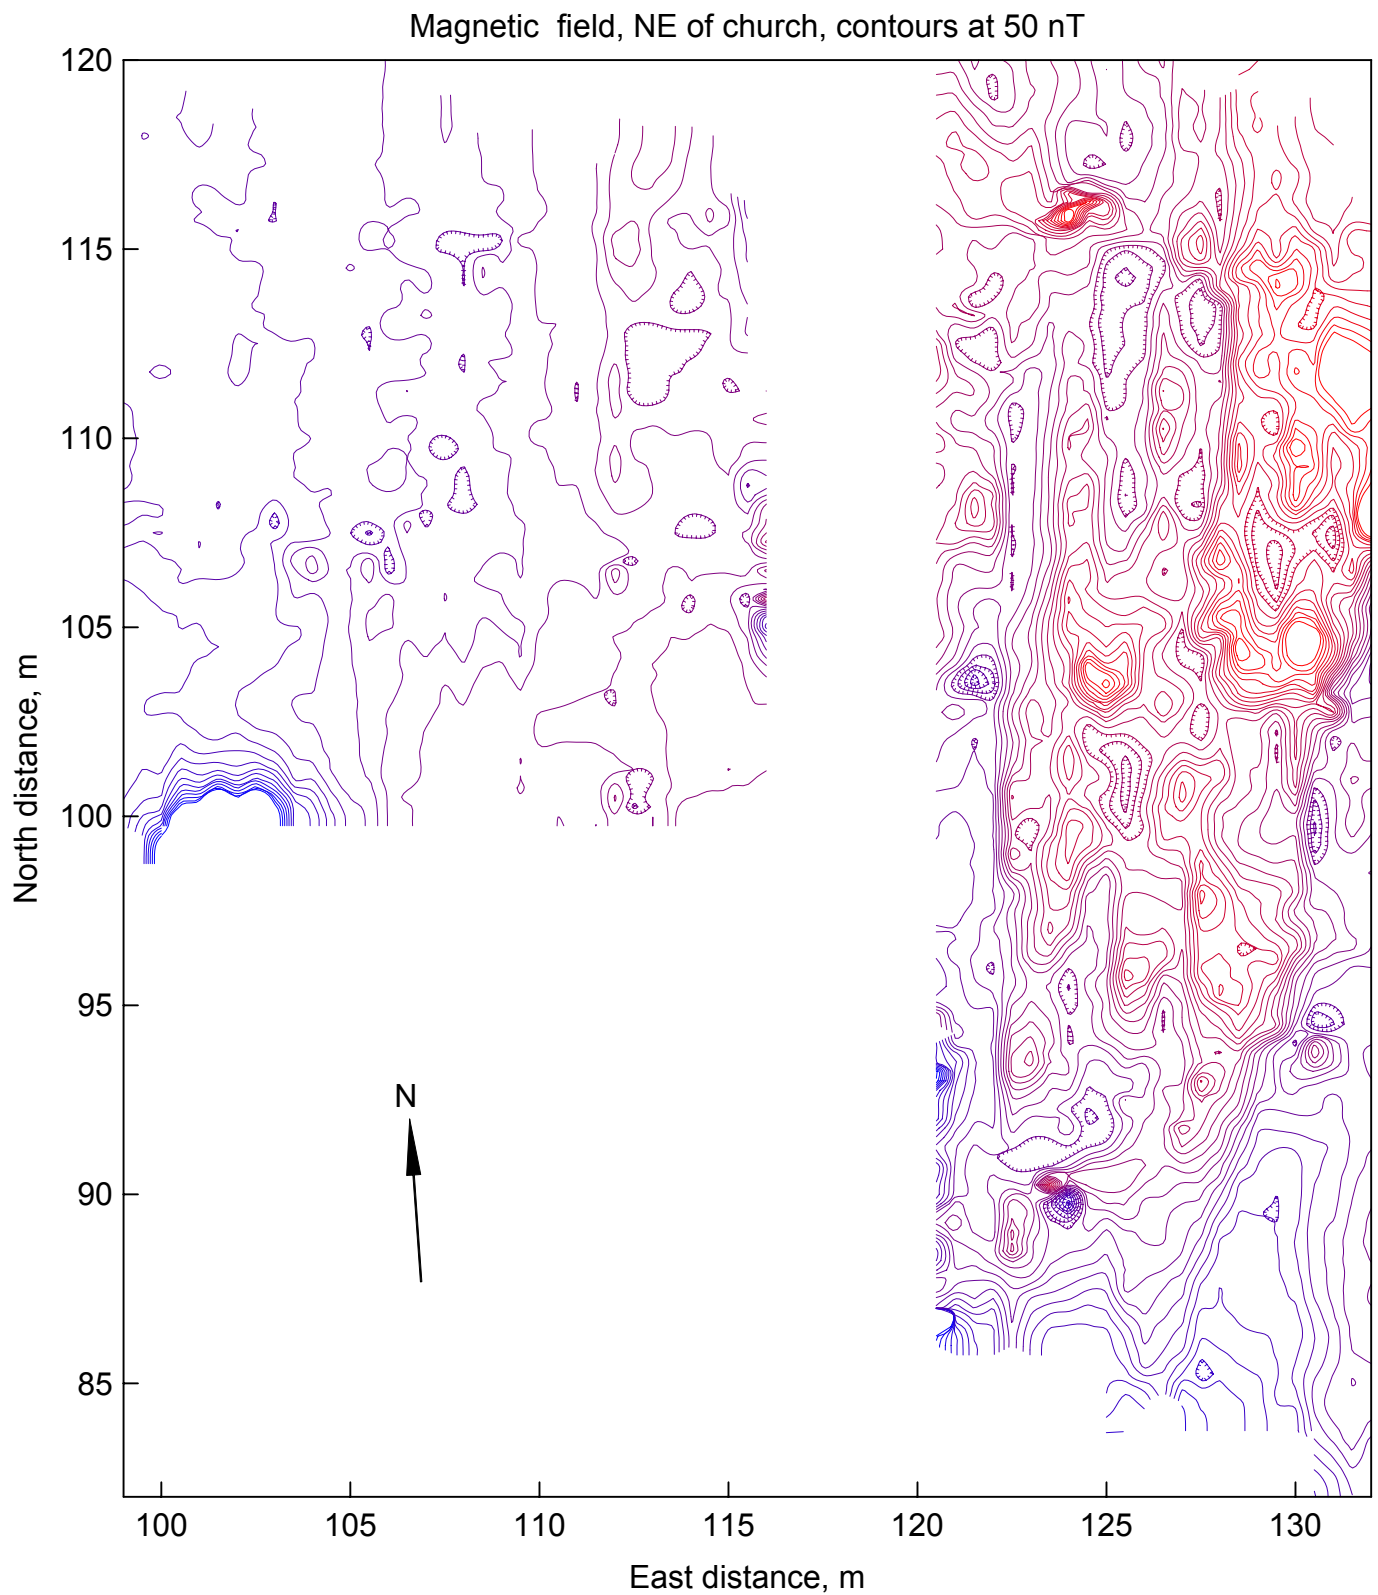 Magnetic  field, NE of church, contours at 50 nT
120
115
110
105
100
95
90
85
North distance, m
N
100 105 110 115 120 125 130
East distance, m